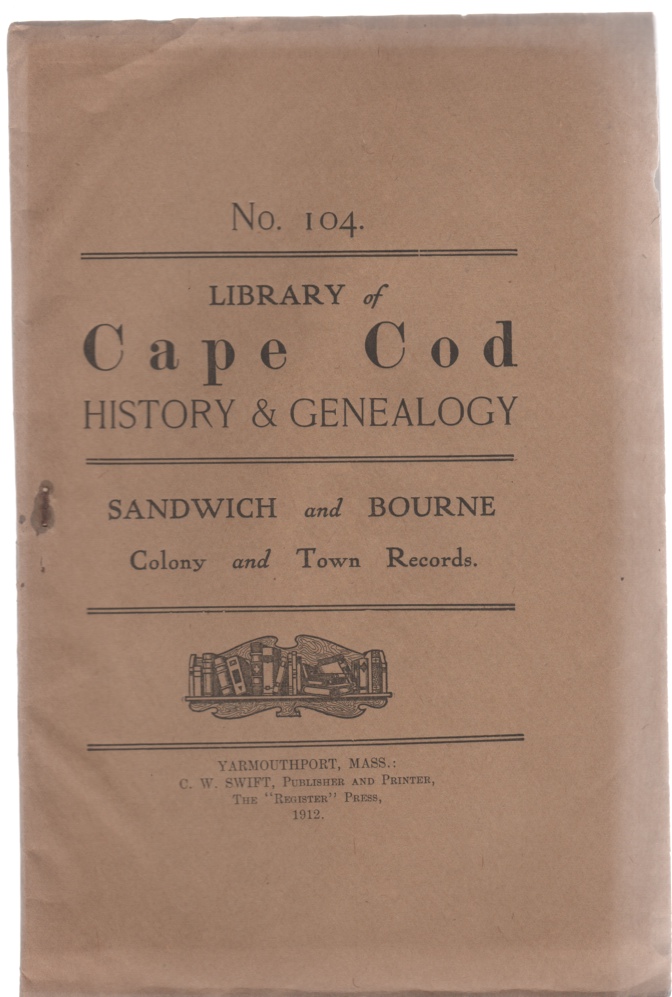 No. 104.
LIBRARY of
Cape Cod
HISTORY & GENEALOGY
SANDWICH and BOURNE
Colony and Town Records.
YARMOUTHPORT, MASS.:
C. W. SWIFT, Publisher and Printer,
The "Register" Press,
1912.